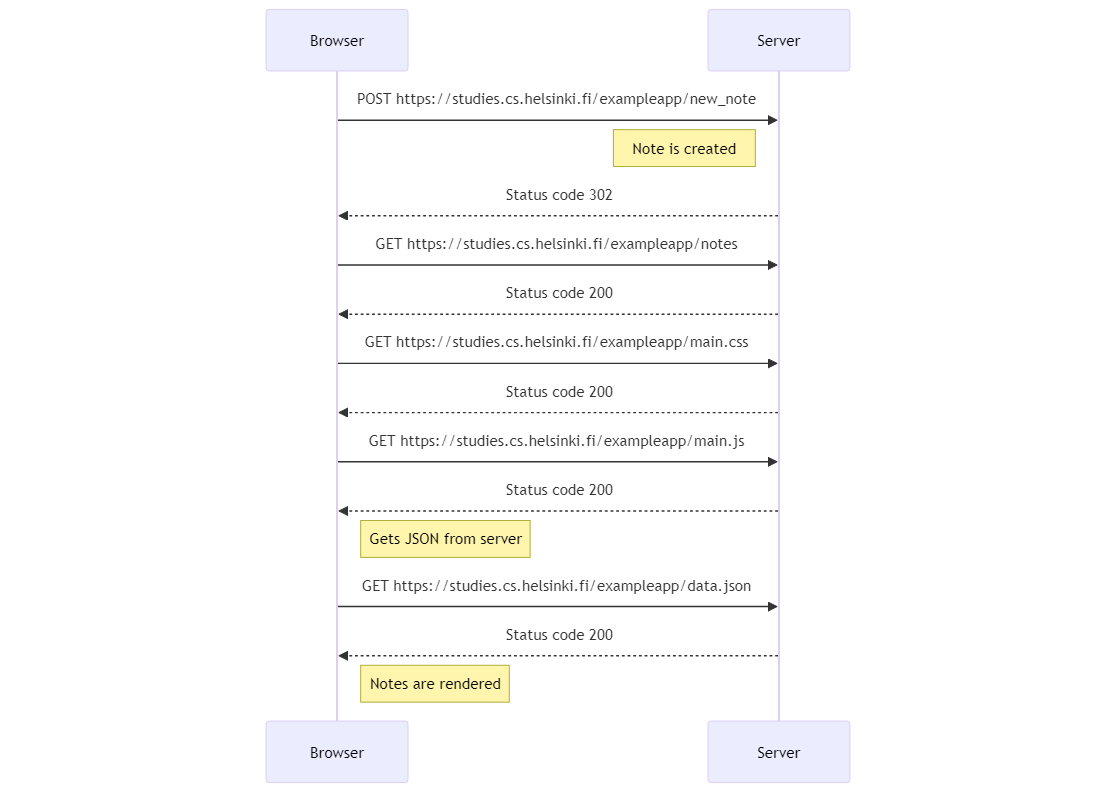 Browser
Server
POST https://studies.cs.helsinki.fi/exampleapp/new_note
Note is created
Status code 302
GET https://studies.cs.helsinki.fi/exampleapp/notes
Status code 200
GET https://studies.cs.helsinki.fi/exampleapp/main.css
Status code 200
GET https://studies.cs.helsinki.fi/exampleapp/main.js
Status code 200
Gets JSON from server
GET https://studies.cs.helsinki.fi/exampleapp/data.json
Status code 200
Notes are rendered
Browser
Server